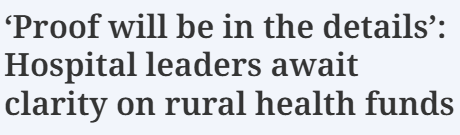 ‘Proof will be in the details’:
Hospital leaders await
clarity on rural health funds